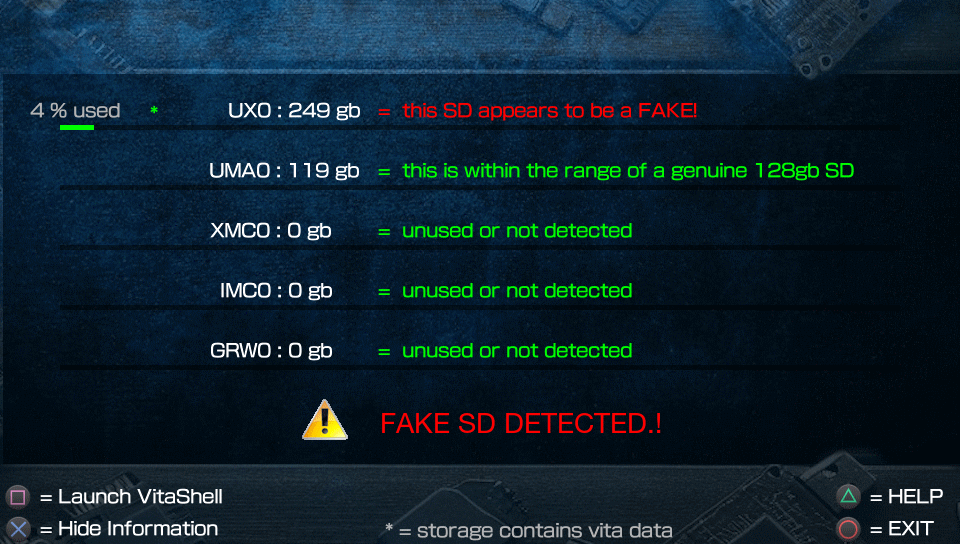 4 % used * UX0 : 249 gb = this SD appears to be a FAKE!
UMA0 : 119 gb = this is within the range of a genuine 128gb SD
XMC0 : 0 gb = unused or not detected
IMC0 : 0 gb = unused or not detected
GRW0 : 0 gb = unused or not detected
FAKE SD DETECTED.!
= Launch VitaShell
= HELP
= Hide Information
* = storage contains vita data
= EXIT